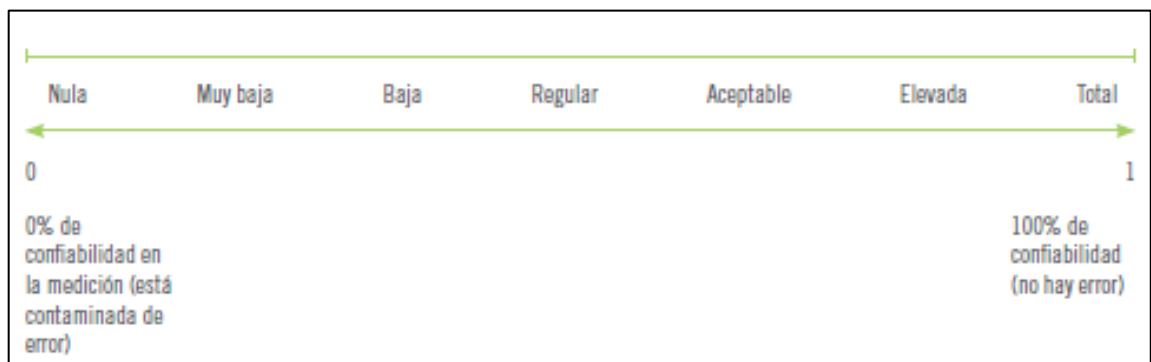 Nula Muy baja Baja Regular Aceptable Elevada Total
0 1
0% de
confiabilidad en
la medición (está
contaminada de
error)
100% de
confiabilidad
(no hay error)